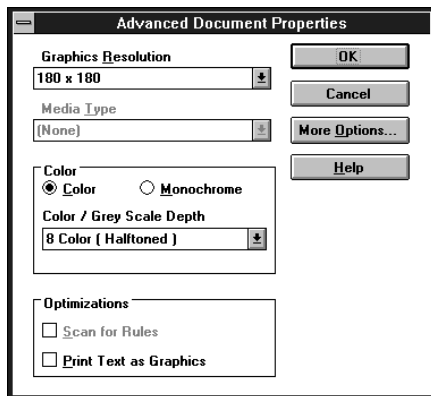 Advanced Document Properties
Graphics Resolution
180 x 180
Media Type
(None)
Color
Color
Monochrome
Color / Grey Scale Depth
8 Color ( Halftoned )
Optimizations
Scan for Rules
Print Text as Graphics
OK
Cancel
More Options...
Help